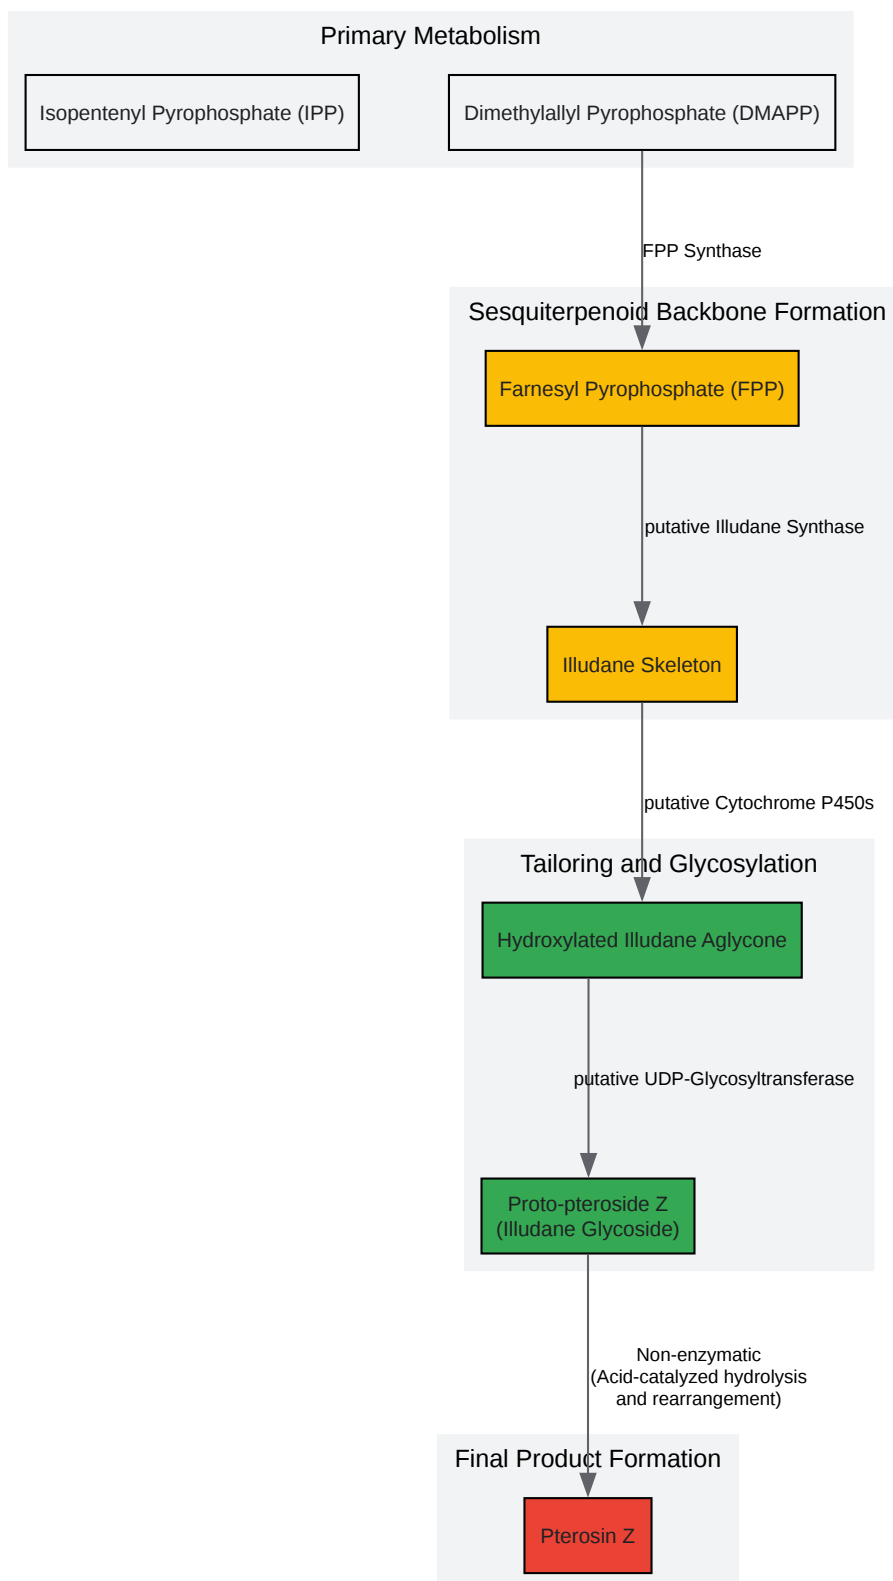 Primary Metabolism
Isopentenyl Pyrophosphate (IPP)
Dimethylallyl Pyrophosphate (DMAPP)
FPP Synthase
Sesquiterpenoid Backbone Formation
Farnesyl Pyrophosphate (FPP)
putative Illudane Synthase
Illudane Skeleton
putative Cytochrome P450s
Tailoring and Glycosylation
Hydroxylated Illudane Aglycone
putative UDP-Glycosyltransferase
Proto-pteroside Z
(Illudane Glycoside)
Non-enzymatic
(Acid-catalyzed hydrolysis
and rearrangement)
Final Product Formation
Pterosin Z